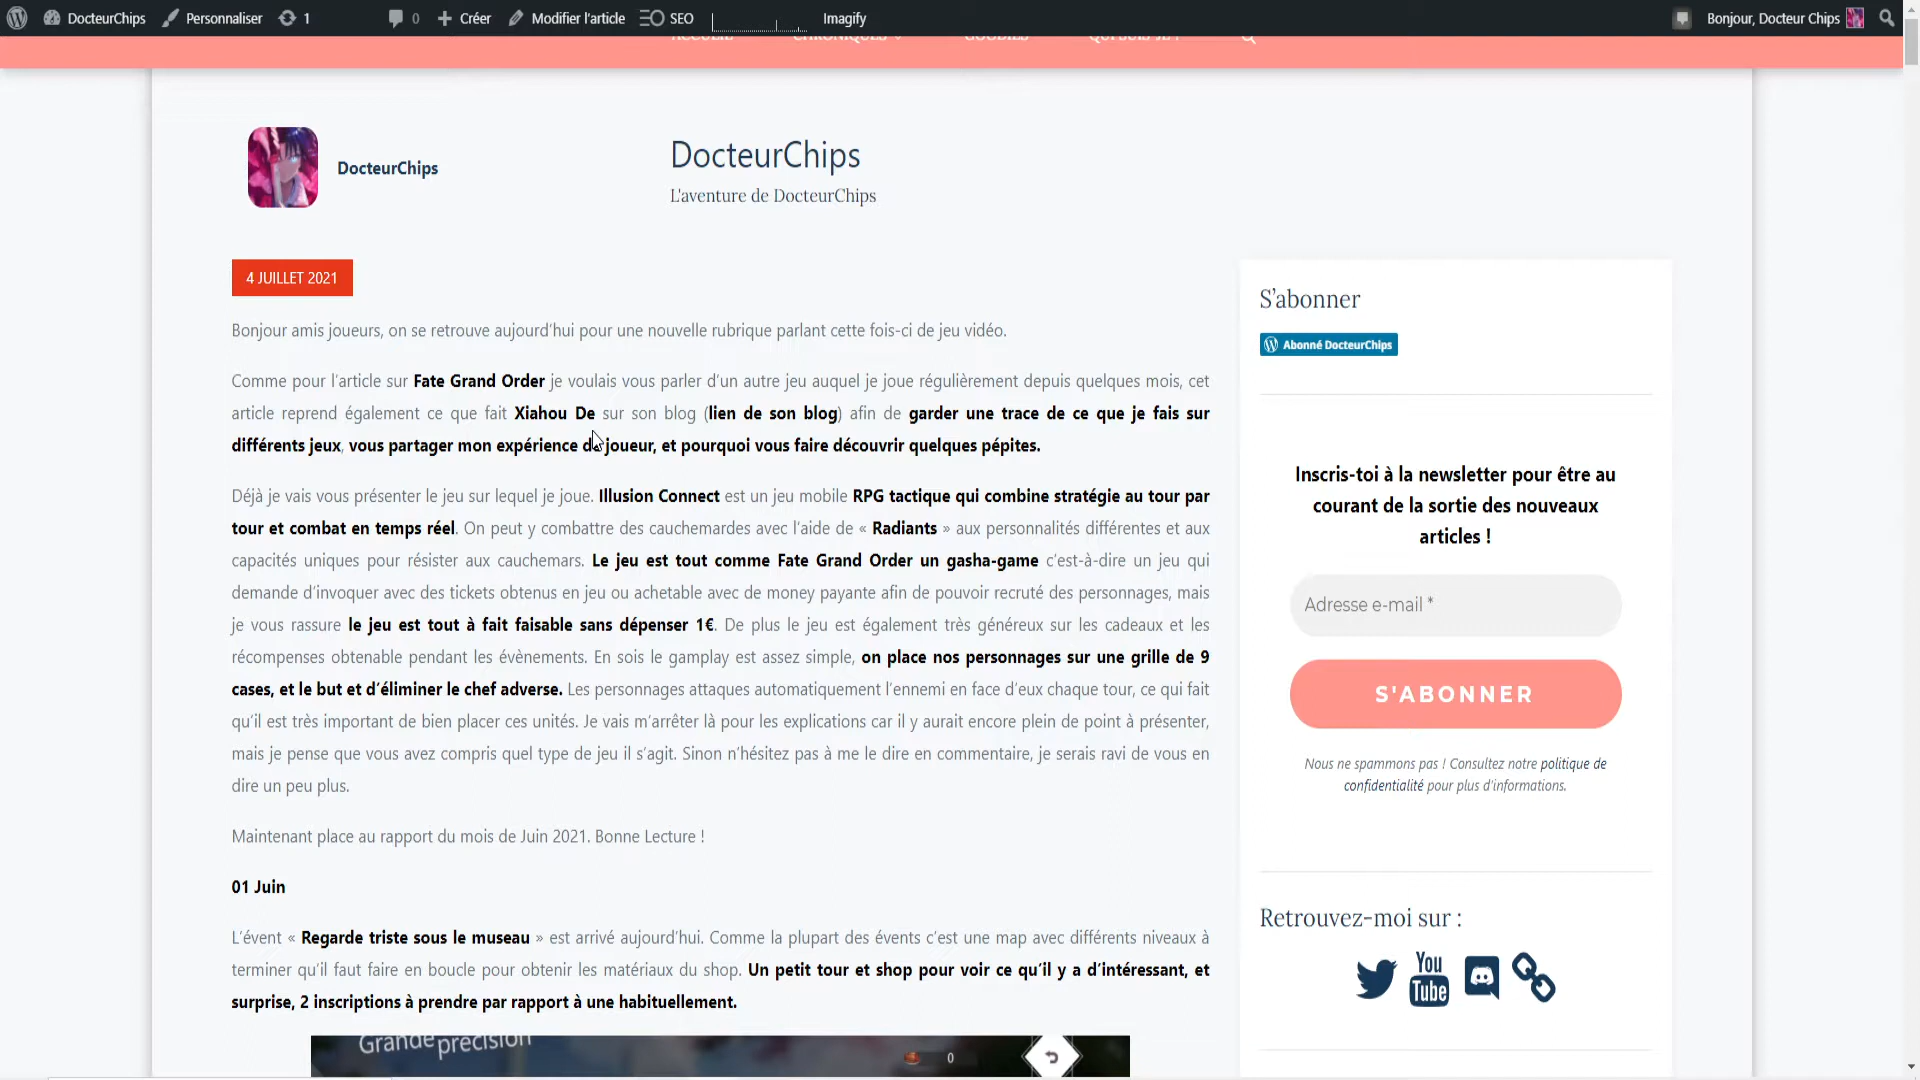 DocteurChips Personnaliser 1 0 Créer Modifier l'article SEO Imagify Bonjour, Docteur Chips
ACCUEIL CHRONIQUES GOODIES QUI SUIS-JE ?
DocteurChips
DocteurChips
L'aventure de DocteurChips
4 JUILLET 2021
Bonjour amis joueurs, on se retrouve aujourd'hui pour une nouvelle rubrique parlant cette fois-ci de jeu vidéo.
Comme pour l'article sur Fate Grand Order je voulais vous parler d'un autre jeu auquel je joue régulièrement depuis quelques mois, cet
article reprend également ce que fait Xiahou De sur son blog (lien de son blog) afin de garder une trace de ce que je fais sur
différents jeux, vous partager mon expérience de joueur, et pourquoi vous faire découvrir quelques pépites.
Déjà je vais vous présenter le jeu sur lequel je joue. Illusion Connect est un jeu mobile RPG tactique qui combine stratégie au tour par
tour et combat en temps réel. On peut y combattre des cauchemardes avec l'aide de « Radiants » aux personnalités différentes et aux
capacités uniques pour résister aux cauchemars. Le jeu est tout comme Fate Grand Order un gasha-game c'est-à-dire un jeu qui
demande d'invoquer avec des tickets obtenus en jeu ou achetable avec de money payante afin de pouvoir recruté des personnages, mais
je vous rassure le jeu est tout à fait faisable sans dépenser 1€. De plus le jeu est également très généreux sur les cadeaux et les
récompenses obtenable pendant les évènements. En sois le gamplay est assez simple, on place nos personnages sur une grille de 9
cases, et le but et d'éliminer le chef adverse. Les personnages attaques automatiquement l'ennemi en face d'eux chaque tour, ce qui fait
qu'il est très important de bien placer ces unités. Je vais m'arrêter là pour les explications car il y aurait encore plein de point à présenter,
mais je pense que vous avez compris quel type de jeu il s'agit. Sinon n'hésitez pas à me le dire en commentaire, je serais ravi de vous en
dire un peu plus.
Maintenant place au rapport du mois de Juin 2021. Bonne Lecture !
01 Juin
L'évent « Regarde triste sous le museau » est arrivé aujourd'hui. Comme la plupart des évents c'est une map avec différents niveaux à
terminer qu'il faut faire en boucle pour obtenir les matériaux du shop. Un petit tour et shop pour voir ce qu'il y a d'intéressant, et
surprise, 2 inscriptions à prendre par rapport à une habituellement.
Grande précision
0
S'abonner
Abonné DocteurChips
Inscris-toi à la newsletter pour être au
courant de la sortie des nouveaux
articles !
Adresse e-mail *
S'ABONNER
Nous ne spammons pas ! Consultez notre politique de
confidentialité pour plus d'informations.
Retrouvez-moi sur :
You
Tube